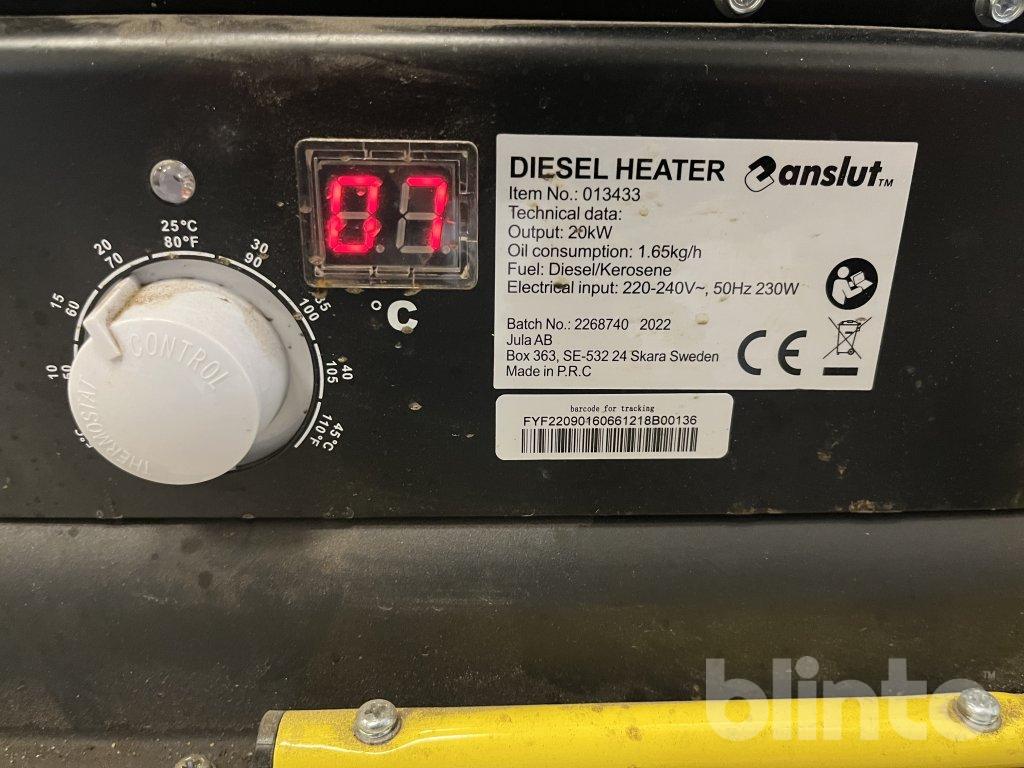 25°C
80°F
20
70
30
90
15
60
35
100
10
50
40
105
5°C
45°C
110°F
THERMOSTAT CONTROL
07
°C
DIESEL HEATER anslut™
Item No.: 013433
Technical data:
Output: 20kW
Oil consumption: 1.65kg/h
Fuel: Diesel/Kerosene
Electrical input: 220-240V~, 50Hz 230W
Batch No.: 2268740 2022
Jula AB
Box 363, SE-532 24 Skara Sweden
Made in P.R.C
CE
barcode for tracking
FYF22090160661218B00136
blinto™